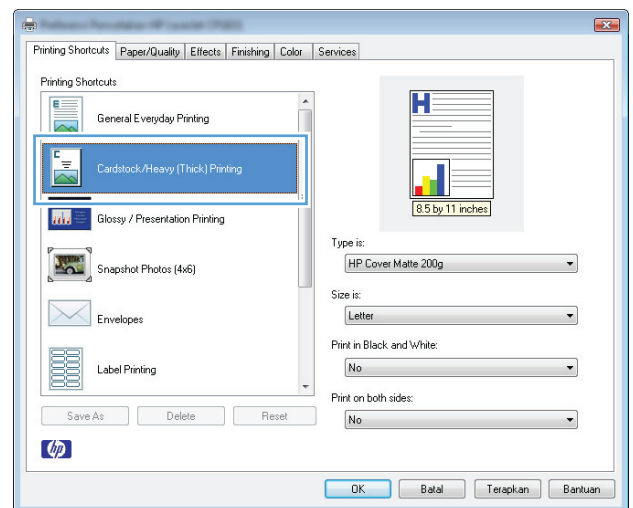 Printing Shortcuts
Paper/Quality
Effects
Finishing
Color
Services
Printing Shortcuts
General Everyday Printing
Cardstock/Heavy (Thick) Printing
Glossy / Presentation Printing
Snapshot Photos (4x6)
Envelopes
Label Printing
Save As
Delete
Reset
H
8.5 by 11 inches
Type is:
HP Cover Matte 200g
Size is:
Letter
Print in Black and White:
No
Print on both sides:
No
hp
OK
Batal
Terapkan
Bantuan